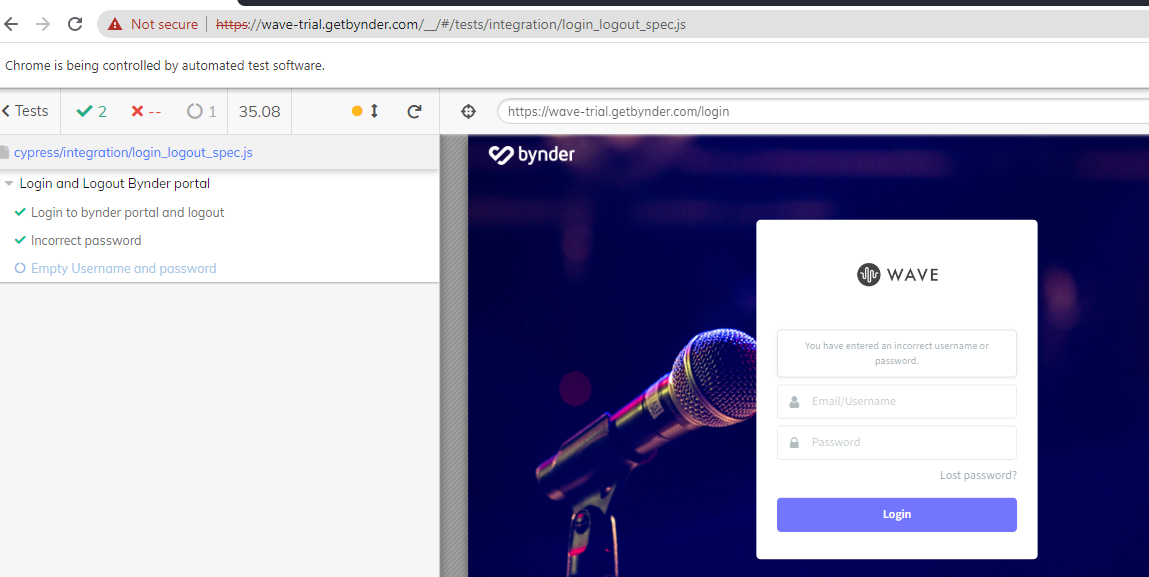 Not secure https://wave-trial.getbynder.com/__/#/tests/integration/login_logout_spec.js
Chrome is being controlled by automated test software.
Tests 2 -- 1 35.08 https://wave-trial.getbynder.com/login
cypress/integration/login_logout_spec.js
Login and Logout Bynder portal
Login to bynder portal and logout
Incorrect password
Empty Username and password
bynder
WAVE
You have entered an incorrect username or
password.
Email/Username
Password
Lost password?
Login